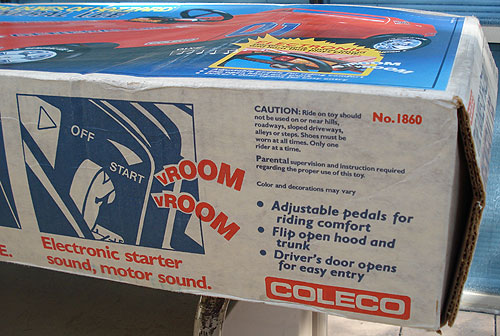 OFF
START
vROOM
vROOM
E.
Electronic starter
sound, motor sound.
CAUTION: Ride on toy should
not be used on or near hills,
roadways, sloped driveways,
alleys or steps. Shoes must be
worn at all times. Only one
rider at a time.
No. 1860
Parental supervision and instruction required
regarding the proper use of this toy.
Color and decorations may vary
• Adjustable pedals for
riding comfort
• Flip open hood and
trunk
• Driver's door opens
for easy entry
COLECO